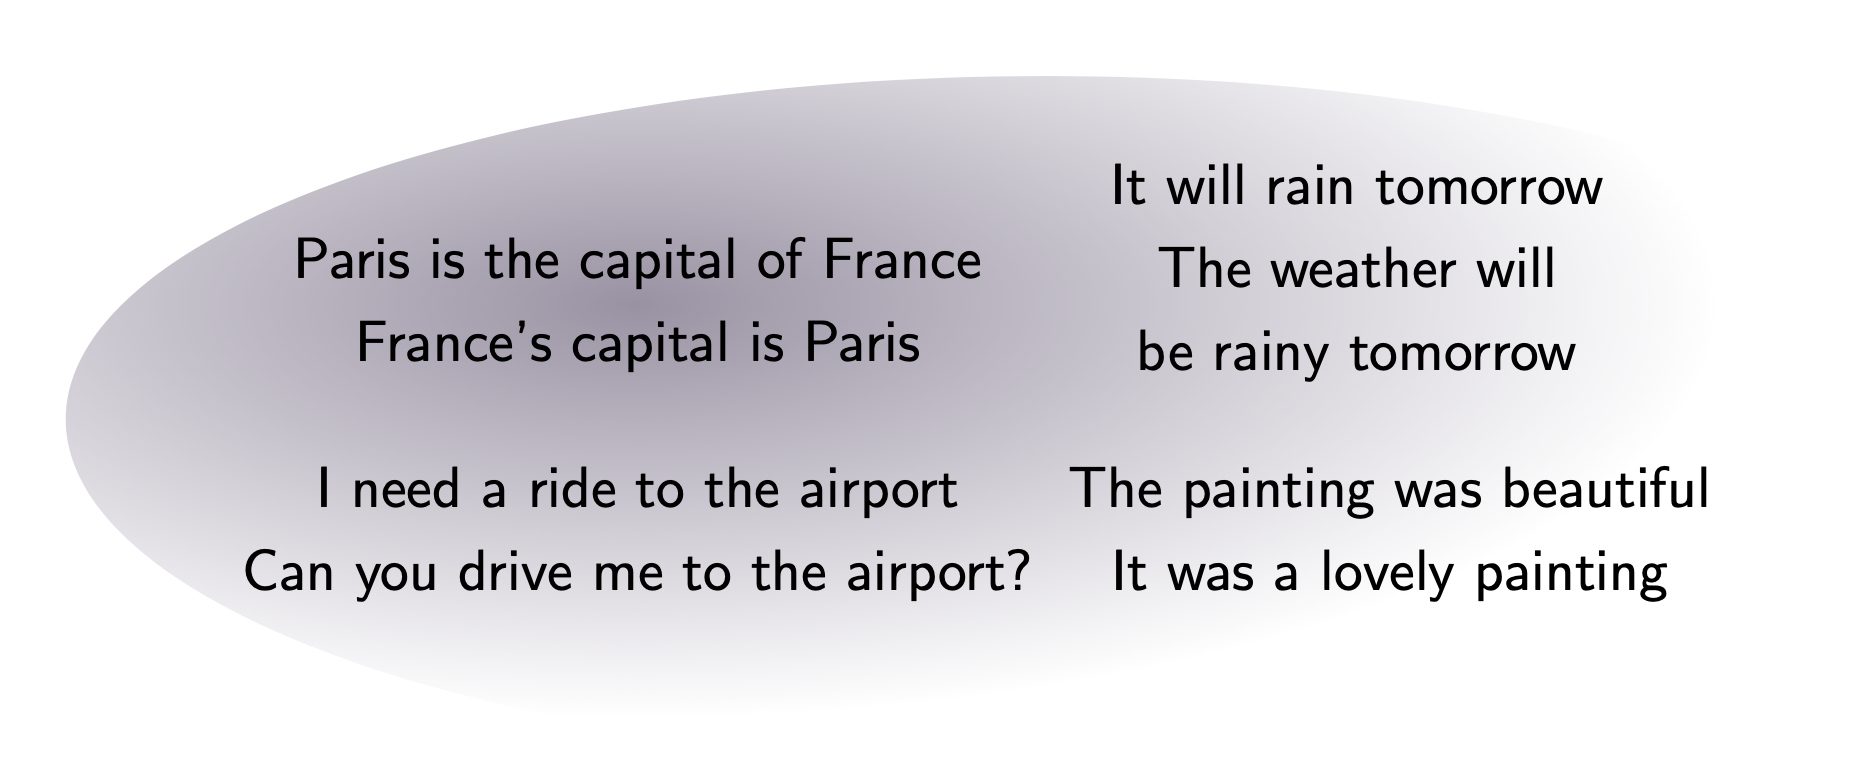 Paris is the capital of France
France's capital is Paris
It will rain tomorrow
The weather will
be rainy tomorrow
I need a ride to the airport
Can you drive me to the airport?
The painting was beautiful
It was a lovely painting